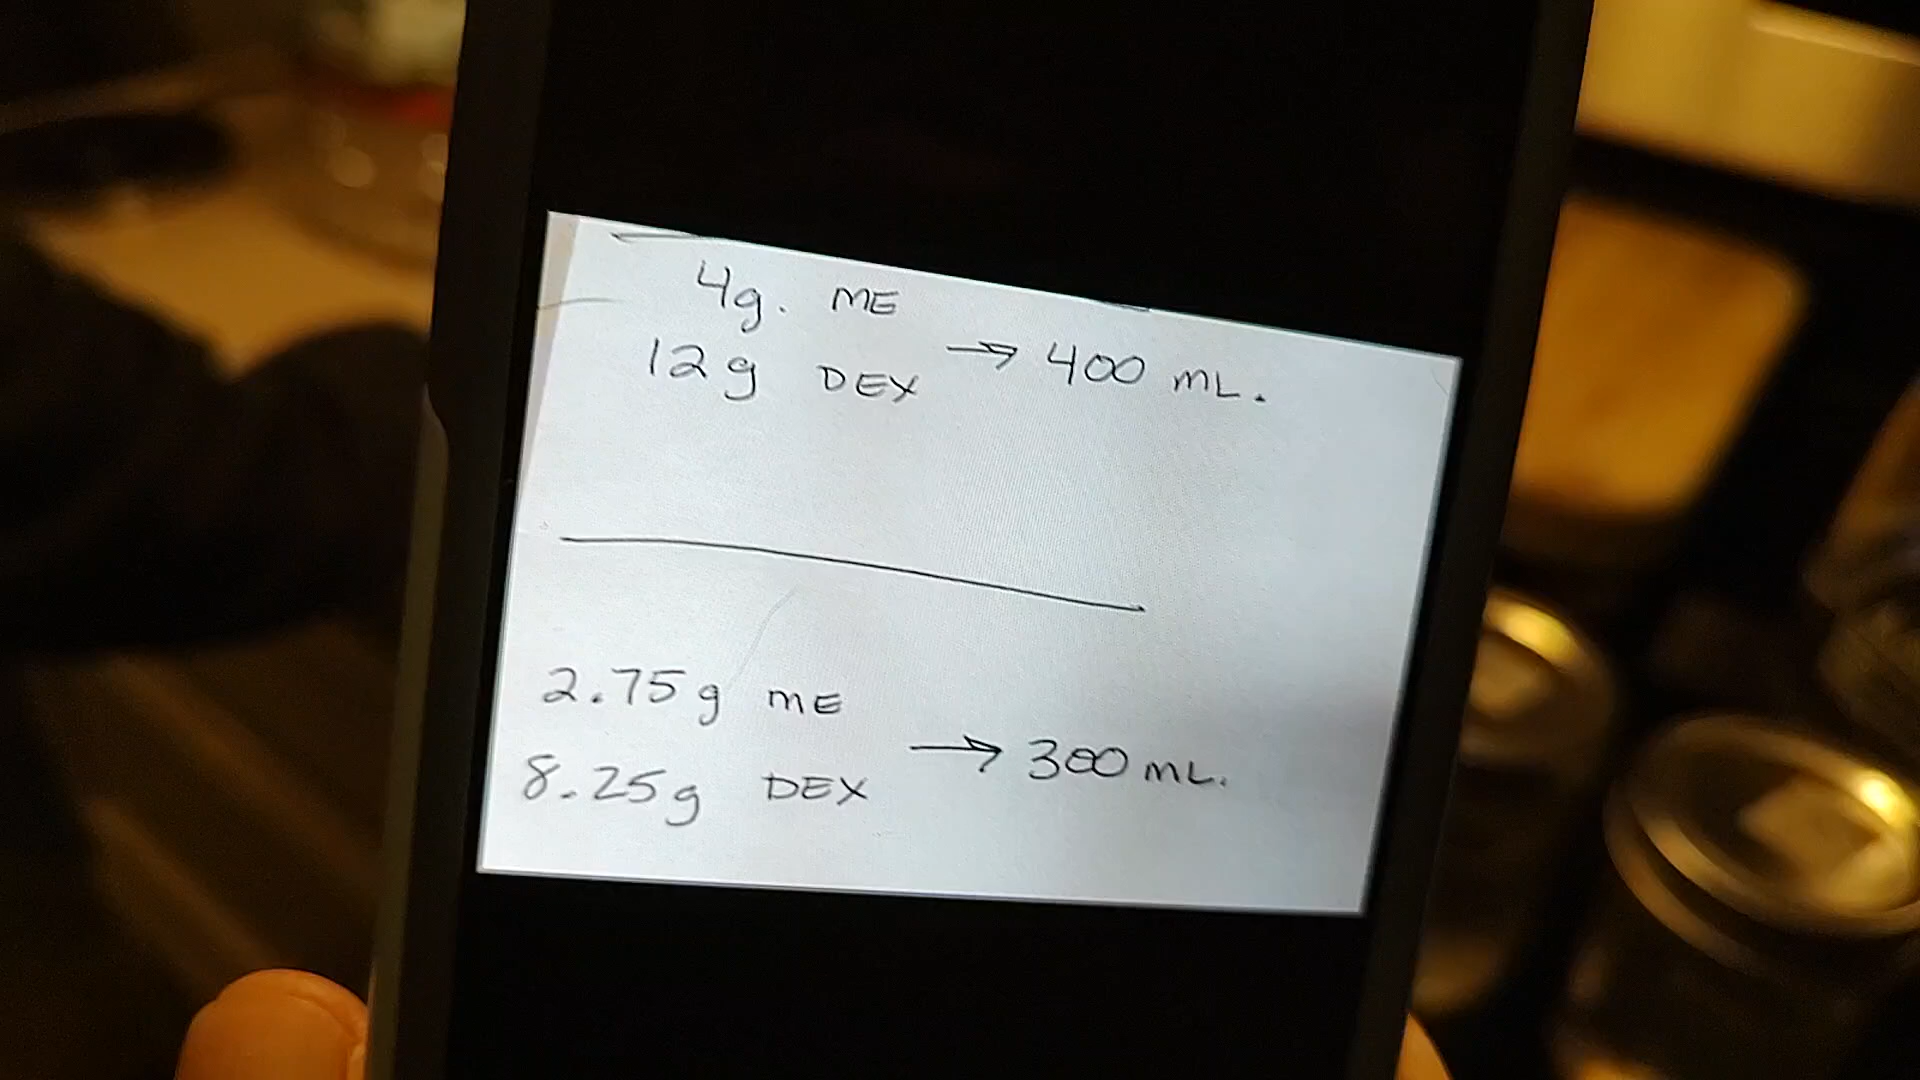 4g. ME
12g DEX → 400 ML.
2.75g ME
8.25g DEX → 300 ML.